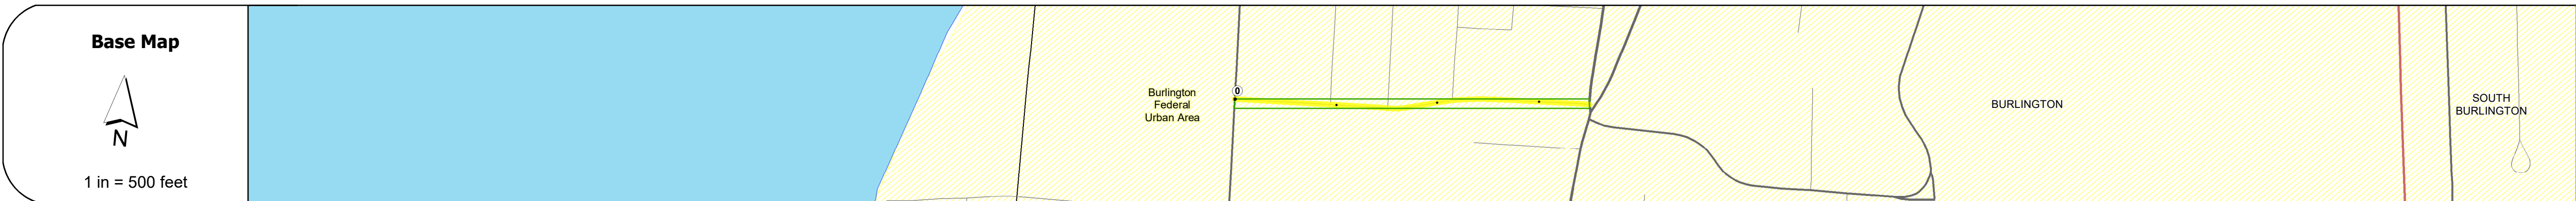 Base Map
N
1 in = 500 feet
Burlington
Federal
Urban Area
0
BURLINGTON
SOUTH
BURLINGTON